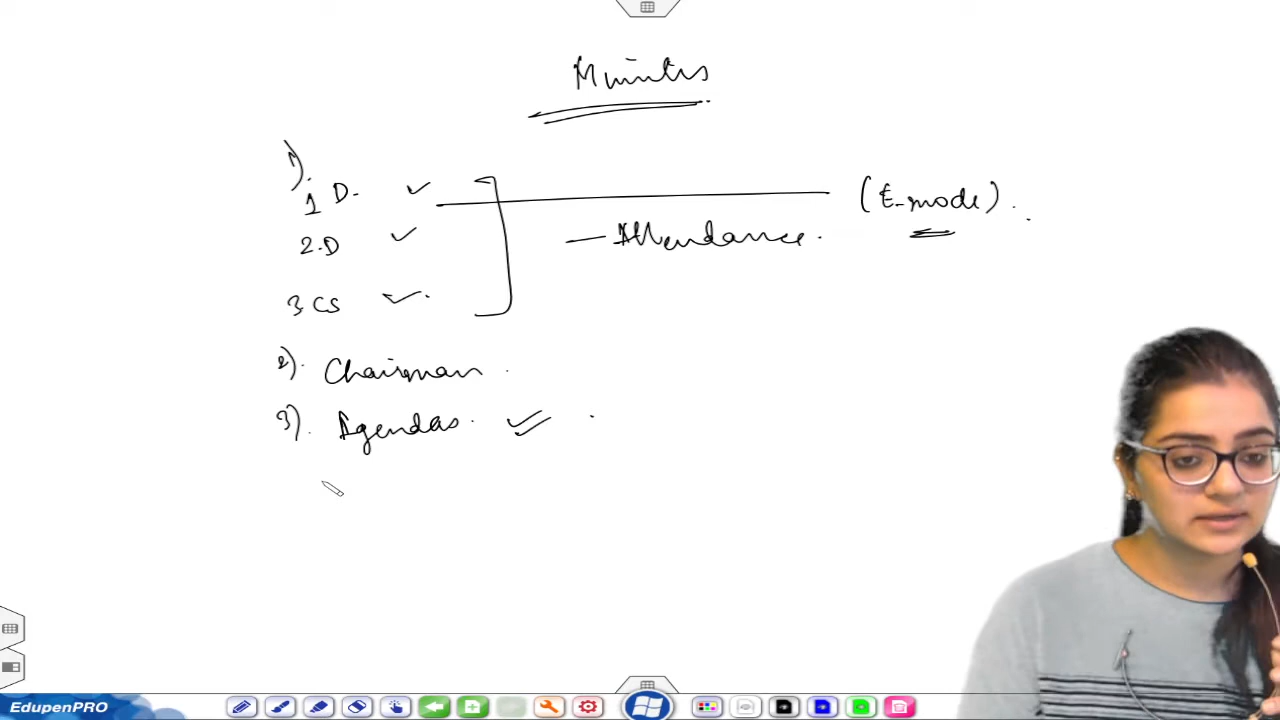 Minutes
1).
1 D. ✓ (E-mode).
2.D ✓ — Attendance.
3. CS ✓.
2). Chairman.
3). Agendas. ✓
EdupenPRO